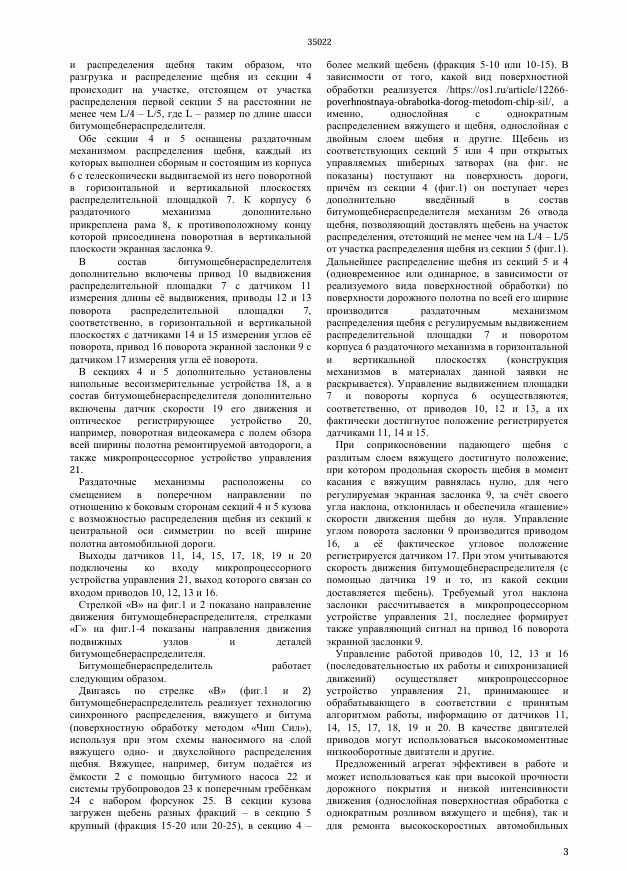 35022
и распределения щебня таким образом, что
разгрузка и распределение щебня из секции 4
происходит на участке, отстоящем от участка
распределения первой секции 5 на расстоянии не
менее чем L/4 – L/5, где L – размер по длине шасси
битумощебнераспределителя.
Обе секции 4 и 5 оснащены раздаточным
механизмом распределения щебня, каждый из
которых выполнен сборным и состоящим из корпуса
6 с телескопически выдвигаемой из него поворотной
в горизонтальной и вертикальной плоскостях
распределительной площадкой 7. К корпусу 6
раздаточного механизма дополнительно
прикреплена рама 8, к противоположному концу
которой присоединена поворотная в вертикальной
плоскости экранная заслонка 9.
В состав битумощебнераспределителя
дополнительно включены привод 10 выдвижения
распределительной площадки 7 с датчиком 11
измерения длины её выдвижения, приводы 12 и 13
поворота распределительной площадки 7,
соответственно, в горизонтальной и вертикальной
плоскостях с датчиками 14 и 15 измерения углов её
поворота, привод 16 поворота экранной заслонки 9 с
датчиком 17 измерения угла её поворота.
В секциях 4 и 5 дополнительно установлены
напольные весоизмерительные устройства 18, а в
состав битумощебнераспределителя дополнительно
включены датчик скорости 19 его движения и
оптическое регистрирующее устройство 20,
например, поворотная видеокамера с полем обзора
всей ширины полотна ремонтируемой автодороги, а
также микропроцессорное устройство управления
21.
Раздаточные механизмы расположены со
смещением в поперечном направлении по
отношению к боковым сторонам секций 4 и 5 кузова
с возможностью распределения щебня из секций к
центральной оси симметрии по всей ширине
полотна автомобильной дороги.
Выходы датчиков 11, 14, 15, 17, 18, 19 и 20
подключены ко входу микропроцессорного
устройства управления 21, выход которого связан со
входом приводов 10, 12, 13 и 16.
Стрелкой «В» на фиг.1 и 2 показано направление
движения битумощебнераспределителя, стрелками
«Г» на фиг.1-4 показаны направления движения
подвижных узлов и деталей
битумощебнераспределителя.
Битумощебнераспределитель работает
следующим образом.
Двигаясь по стрелке «В» (фиг.1 и 2)
битумощебнераспределитель реализует технологию
синхронного распределения, вяжущего и битума
(поверхностную обработку методом «Чип Сил»),
используя при этом схемы наносимого на слой
вяжущего одно- и двухслойного распределения
щебня. Вяжущее, например, битум подаётся из
ёмкости 2 с помощью битумного насоса 22 и
системы трубопроводов 23 к поперечным гребёнкам
24 с набором форсунок 25. В секции кузова
загружен щебень разных фракций – в секцию 5
крупный (фракция 15-20 или 20-25), в секцию 4 –
более мелкий щебень (фракция 5-10 или 10-15). В
зависимости от того, какой вид поверхностной
обработки реализуется /https://os1.ru/article/12266-
poverhnostnaya-obrabotka-dorog-metodom-chip-sil/, а
именно, однослойная с однократным
распределением вяжущего и щебня, однослойная с
двойным слоем щебня и другие. Щебень из
соответствующих секций 5 или 4 при открытых
управляемых шиберных затворах (на фиг. не
показаны) поступают на поверхность дороги,
причём из секции 4 (фиг.1) он поступает через
дополнительно введённый в состав
битумощебнераспределителя механизм 26 отвода
щебня, позволяющий доставлять щебень на участок
распределения, отстоящий не менее чем на L/4 – L/5
от участка распределения щебня из секции 5 (фиг.1).
Дальнейшее распределение щебня из секций 5 и 4
(одновременное или одинарное, в зависимости от
реализуемого вида поверхностной обработки) по
поверхности дорожного полотна по всей его ширине
производится раздаточным механизмом
распределения щебня с регулируемым выдвижением
распределительной площадки 7 и поворотом
корпуса 6 раздаточного механизма в горизонтальной
и вертикальной плоскостях (конструкция
механизмов в материалах данной заявки не
раскрывается). Управление выдвижением площадки
7 и повороты корпуса 6 осуществляются,
соответственно, от приводов 10, 12 и 13, а их
фактически достигнутое положение регистрируется
датчиками 11, 14 и 15.
При соприкосновении падающего щебня с
разлитым слоем вяжущего достигнуто положение,
при котором продольная скорость щебня в момент
касания с вяжущим равнялась нулю, для чего
регулируемая экранная заслонка 9, за счёт своего
угла наклона, отклонилась и обеспечила «гашение»
скорости движения щебня до нуля. Управление
углом поворота заслонки 9 производится приводом
16, а её фактическое угловое положение
регистрируется датчиком 17. При этом учитываются
скорость движения битумощебнераспределителя (с
помощью датчика 19 и то, из какой секции
доставляется щебень). Требуемый угол наклона
заслонки рассчитывается в микропроцессорном
устройстве управления 21, последнее формирует
также управляющий сигнал на привод 16 поворота
экранной заслонки 9.
Управление работой приводов 10, 12, 13 и 16
(последовательностью их работы и синхронизацией
движений) осуществляет микропроцессорное
устройство управления 21, принимающее и
обрабатывающего в соответствии с принятым
алгоритмом работы, информацию от датчиков 11,
14, 15, 17, 18, 19 и 20. В качестве двигателей
приводов могут использоваться высокомоментные
низкооборотные двигатели и другие.
Предложенный агрегат эффективен в работе и
может использоваться как при высокой прочности
дорожного покрытия и низкой интенсивности
движения (однослойная поверхностная обработка с
однократным розливом вяжущего и щебня), так и
для ремонта высокоскоростных автомобильных
3